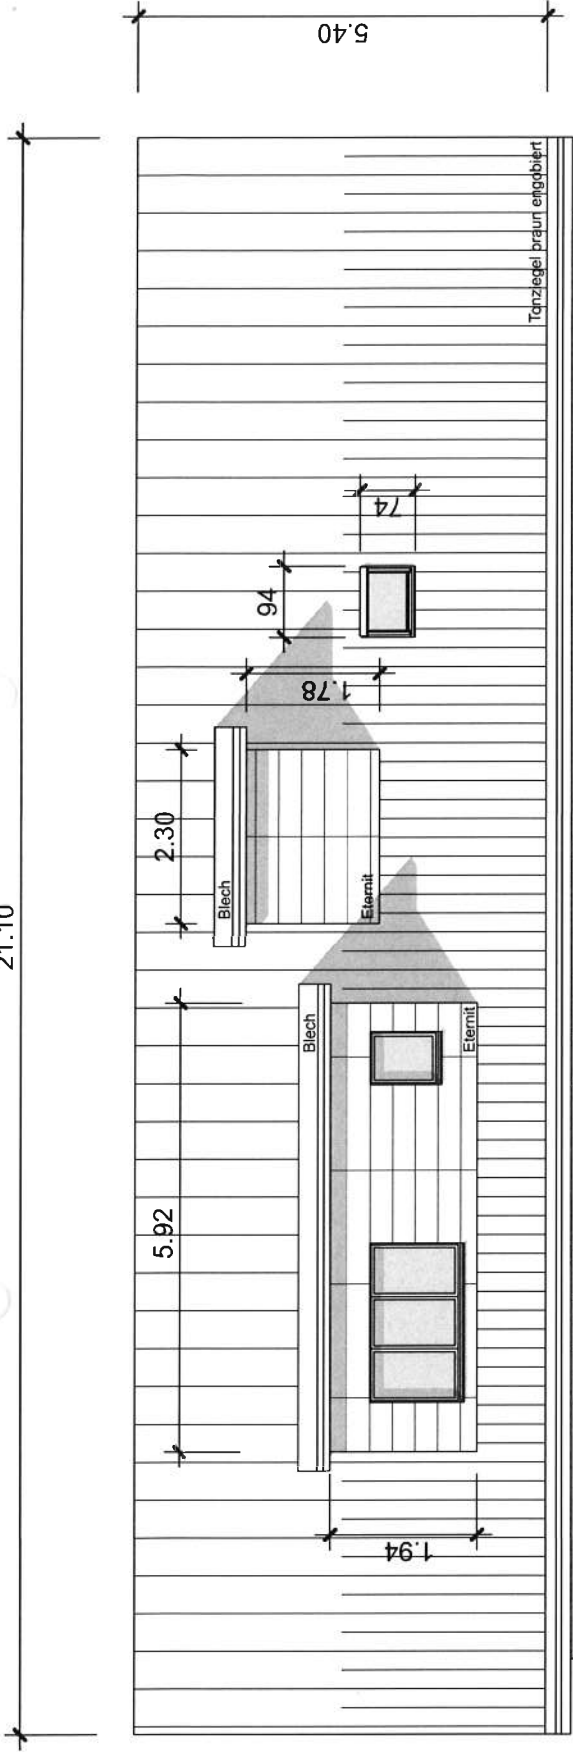 21.10
5.40
5.92
2.30
94
74
1.78
1.94
Blech
Eternit
Blech
Eternit
Tonziegel braun engobiert